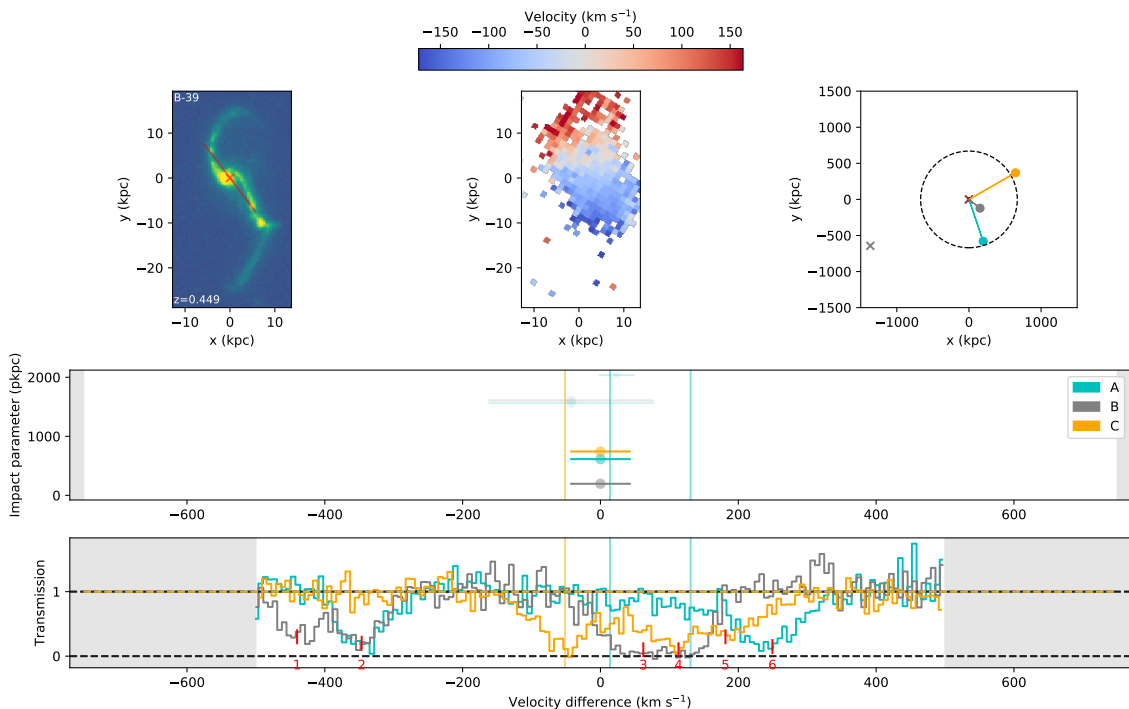 Velocity (km s⁻¹)
−150 −100 −50 0 50 100 150
B-39
z=0.449
y (kpc)
10
0
−10
−20
−10 0 10
x (kpc)
y (kpc)
10
0
−10
−20
−10 0 10
x (kpc)
y (kpc)
1500
1000
500
0
−500
−1000
−1500
−1000 0 1000
x (kpc)
Impact parameter (pkpc)
2000
1000
0
−600 −400 −200 0 200 400 600
A
B
C
Transmission
1
0
1 2 3 4 5 6
−600 −400 −200 0 200 400 600
Velocity difference (km s⁻¹)